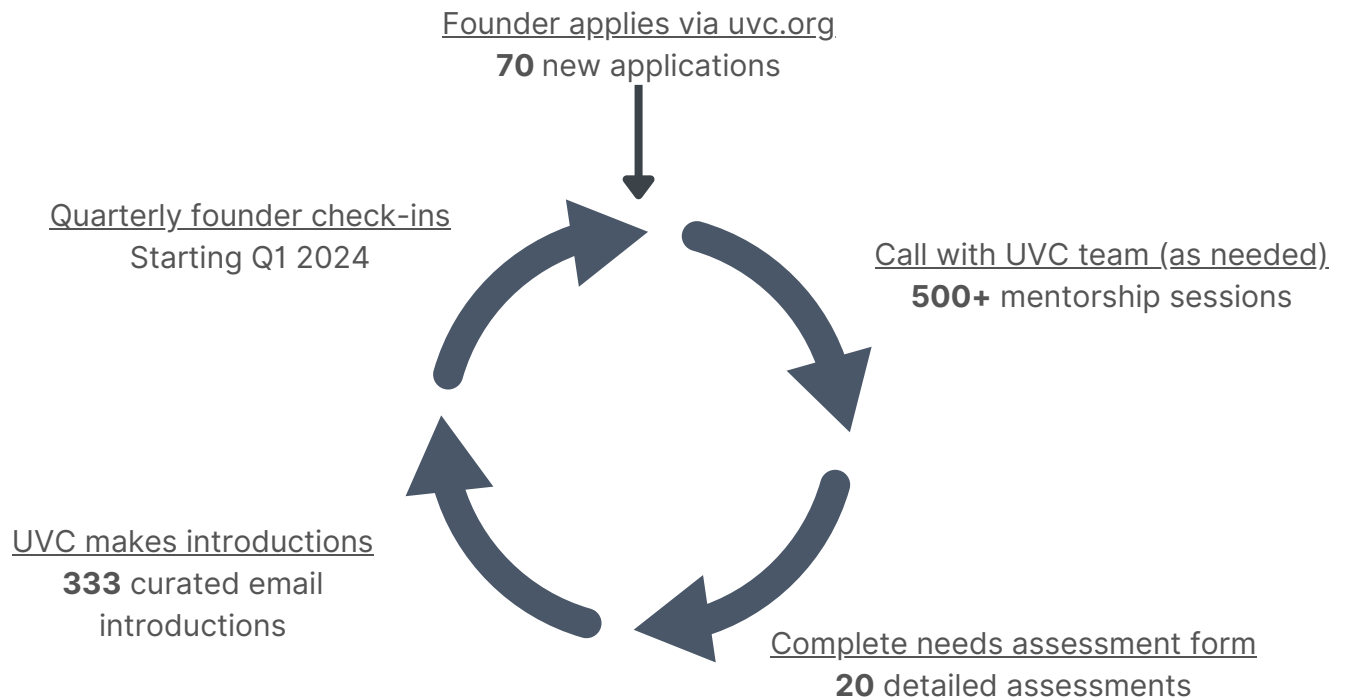 Founder applies via uvc.org
70 new applications
Call with UVC team (as needed)
500+ mentorship sessions
Complete needs assessment form
20 detailed assessments
UVC makes introductions
333 curated email
introductions
Quarterly founder check-ins
Starting Q1 2024